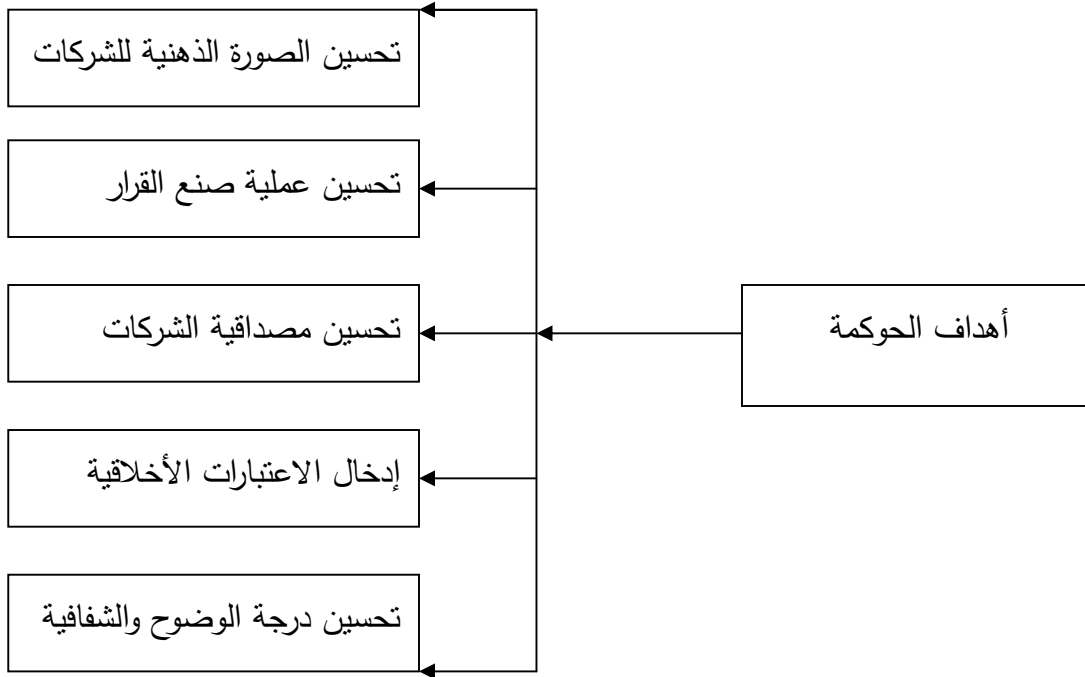 أهداف الحوكمة
تحسين الصورة الذهنية للشركات
تحسين عملية صنع القرار
تحسين مصداقية الشركات
إدخال الاعتبارات الأخلاقية
تحسين درجة الوضوح والشفافية